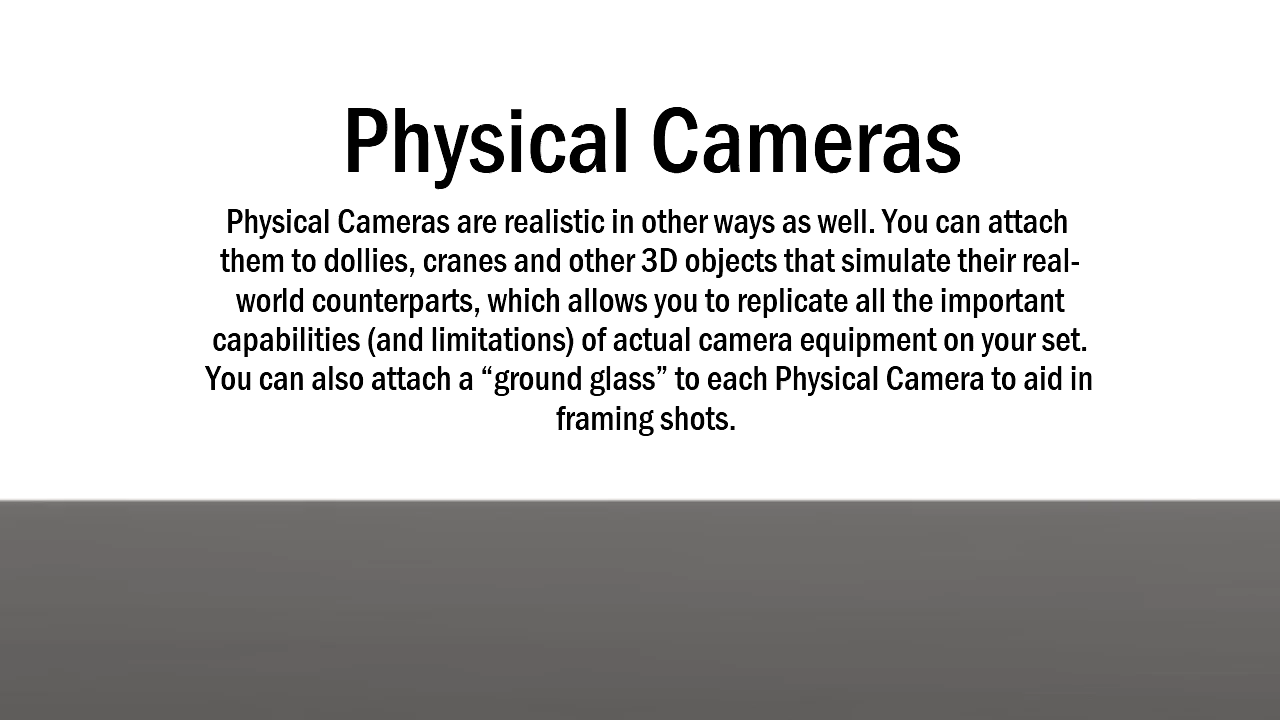 Physical Cameras
Physical Cameras are realistic in other ways as well. You can attach
them to dollies, cranes and other 3D objects that simulate their real-
world counterparts, which allows you to replicate all the important
capabilities (and limitations) of actual camera equipment on your set.
You can also attach a “ground glass” to each Physical Camera to aid in
framing shots.